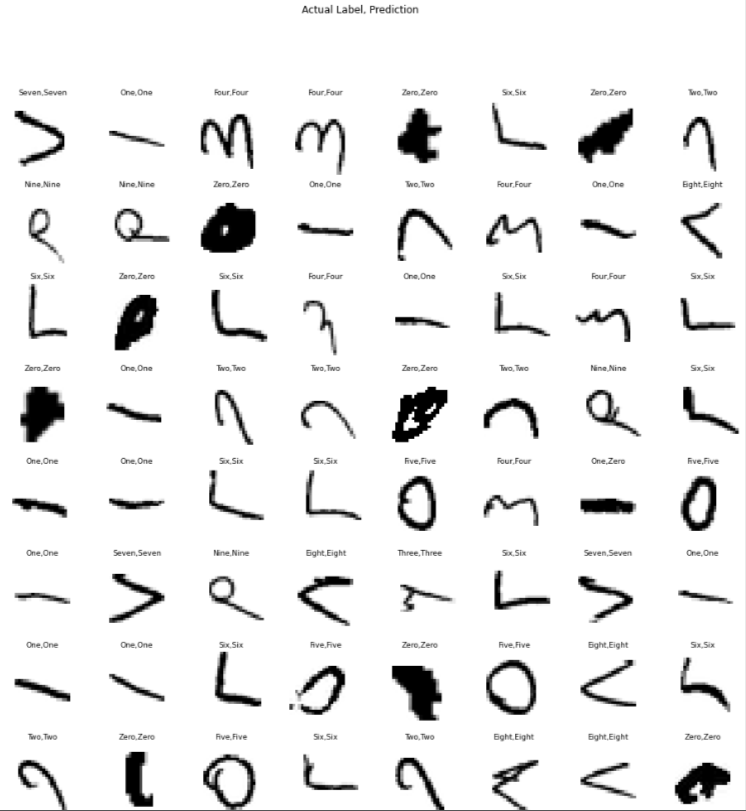 Actual Label, Prediction
Seven,Seven One,One Four,Four Four,Four Zero,Zero Six,Six Zero,Zero Two,Two
Nine,Nine Nine,Nine Zero,Zero One,One Two,Two Four,Four One,One Eight,Eight
Six,Six Zero,Zero Six,Six Four,Four One,One Six,Six Four,Four Six,Six
Zero,Zero One,One Two,Two Two,Two Zero,Zero Two,Two Nine,Nine Six,Six
One,One One,One Six,Six Six,Six Five,Five Four,Four One,Zero Five,Five
One,One Seven,Seven Nine,Nine Eight,Eight Three,Three Six,Six Seven,Seven One,One
One,One One,One Six,Six Five,Five Zero,Zero Five,Five Eight,Eight Six,Six
Two,Two Zero,Zero Five,Five Six,Six Two,Two Eight,Eight Eight,Eight Zero,Zero